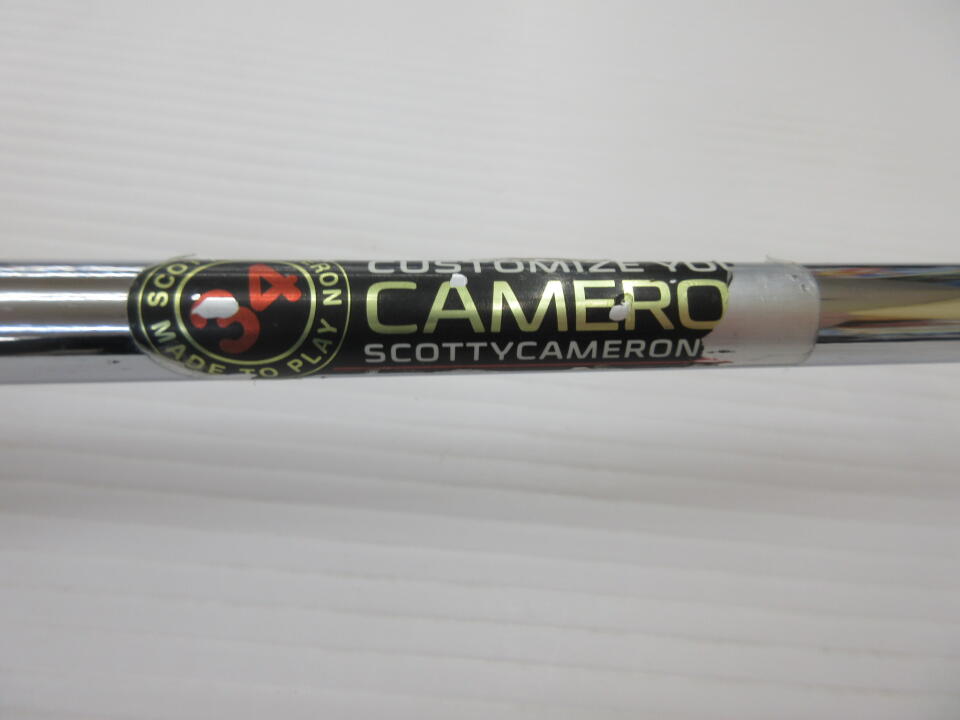 34
MADE TO PLAY
CUSTOMIZE
CAMERO
SCOTTYCAMERON